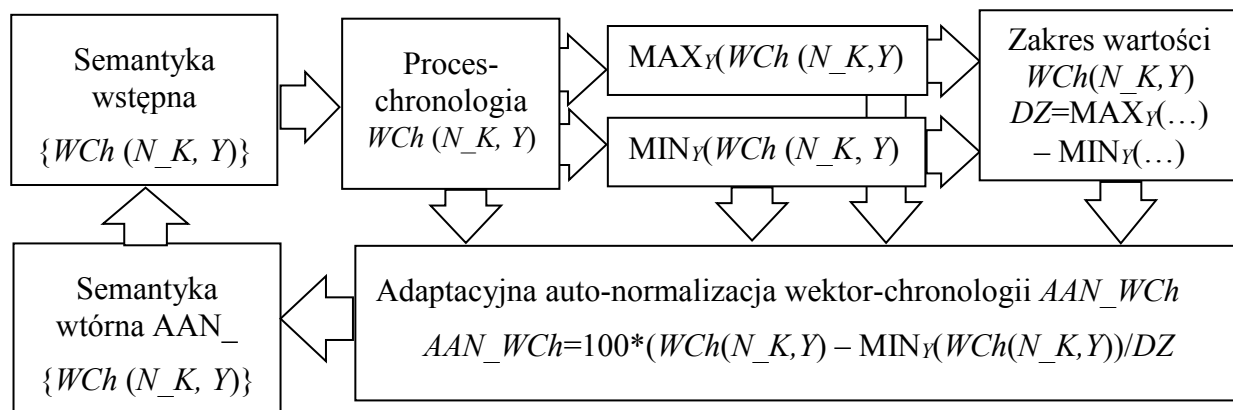 Semantyka
wstępna
{WCh (N_K, Y)}
Proces-
chronologia
WCh (N_K, Y)
MAXY(WCh (N_K,Y)
MINY(WCh (N_K, Y)
Zakres wartości
WCh(N_K,Y)
DZ=MAXY(…)
– MINY(…)
Semantyka
wtórna AAN_
{WCh (N_K, Y)}
Adaptacyjna auto-normalizacja wektor-chronologii AAN_WCh
AAN_WCh=100*(WCh(N_K,Y) – MINY(WCh(N_K,Y))/DZ